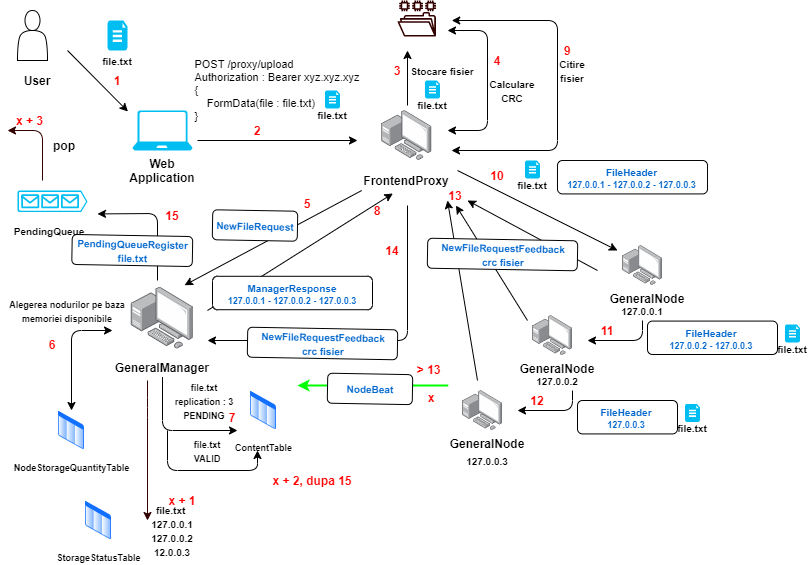 User
file.txt
1
POST /proxy/upload
Authorization : Bearer xyz.xyz.xyz
{
FormData(file : file.txt)
}
file.txt
2
Web
Application
3
Stocare fisier
file.txt
4
Calculare
CRC
9
Citire
fisier
FrontendProxy
x + 3
pop
PendingQueue
15
PendingQueueRegister
file.txt
5
NewFileRequest
8
ManagerResponse
127.0.0.1 - 127.0.0.2 - 127.0.0.3
14
NewFileRequestFeedback
crc fisier
10
file.txt
FileHeader
127.0.0.1 - 127.0.0.2 - 127.0.0.3
13
NewFileRequestFeedback
crc fisier
GeneralNode
127.0.0.1
11
FileHeader
127.0.0.2 - 127.0.0.3
file.txt
GeneralNode
127.0.0.2
12
FileHeader
127.0.0.3
file.txt
GeneralNode
127.0.0.3
> 13
NodeBeat
x
Alegerea nodurilor pe baza
memoriei disponibile
6
GeneralManager
file.txt
replication : 3
PENDING
7
file.txt
VALID
ContentTable
x + 2, dupa 15
NodeStorageQuantityTable
x + 1
file.txt
127.0.0.1
127.0.0.2
12.0.0.3
StorageStatusTable